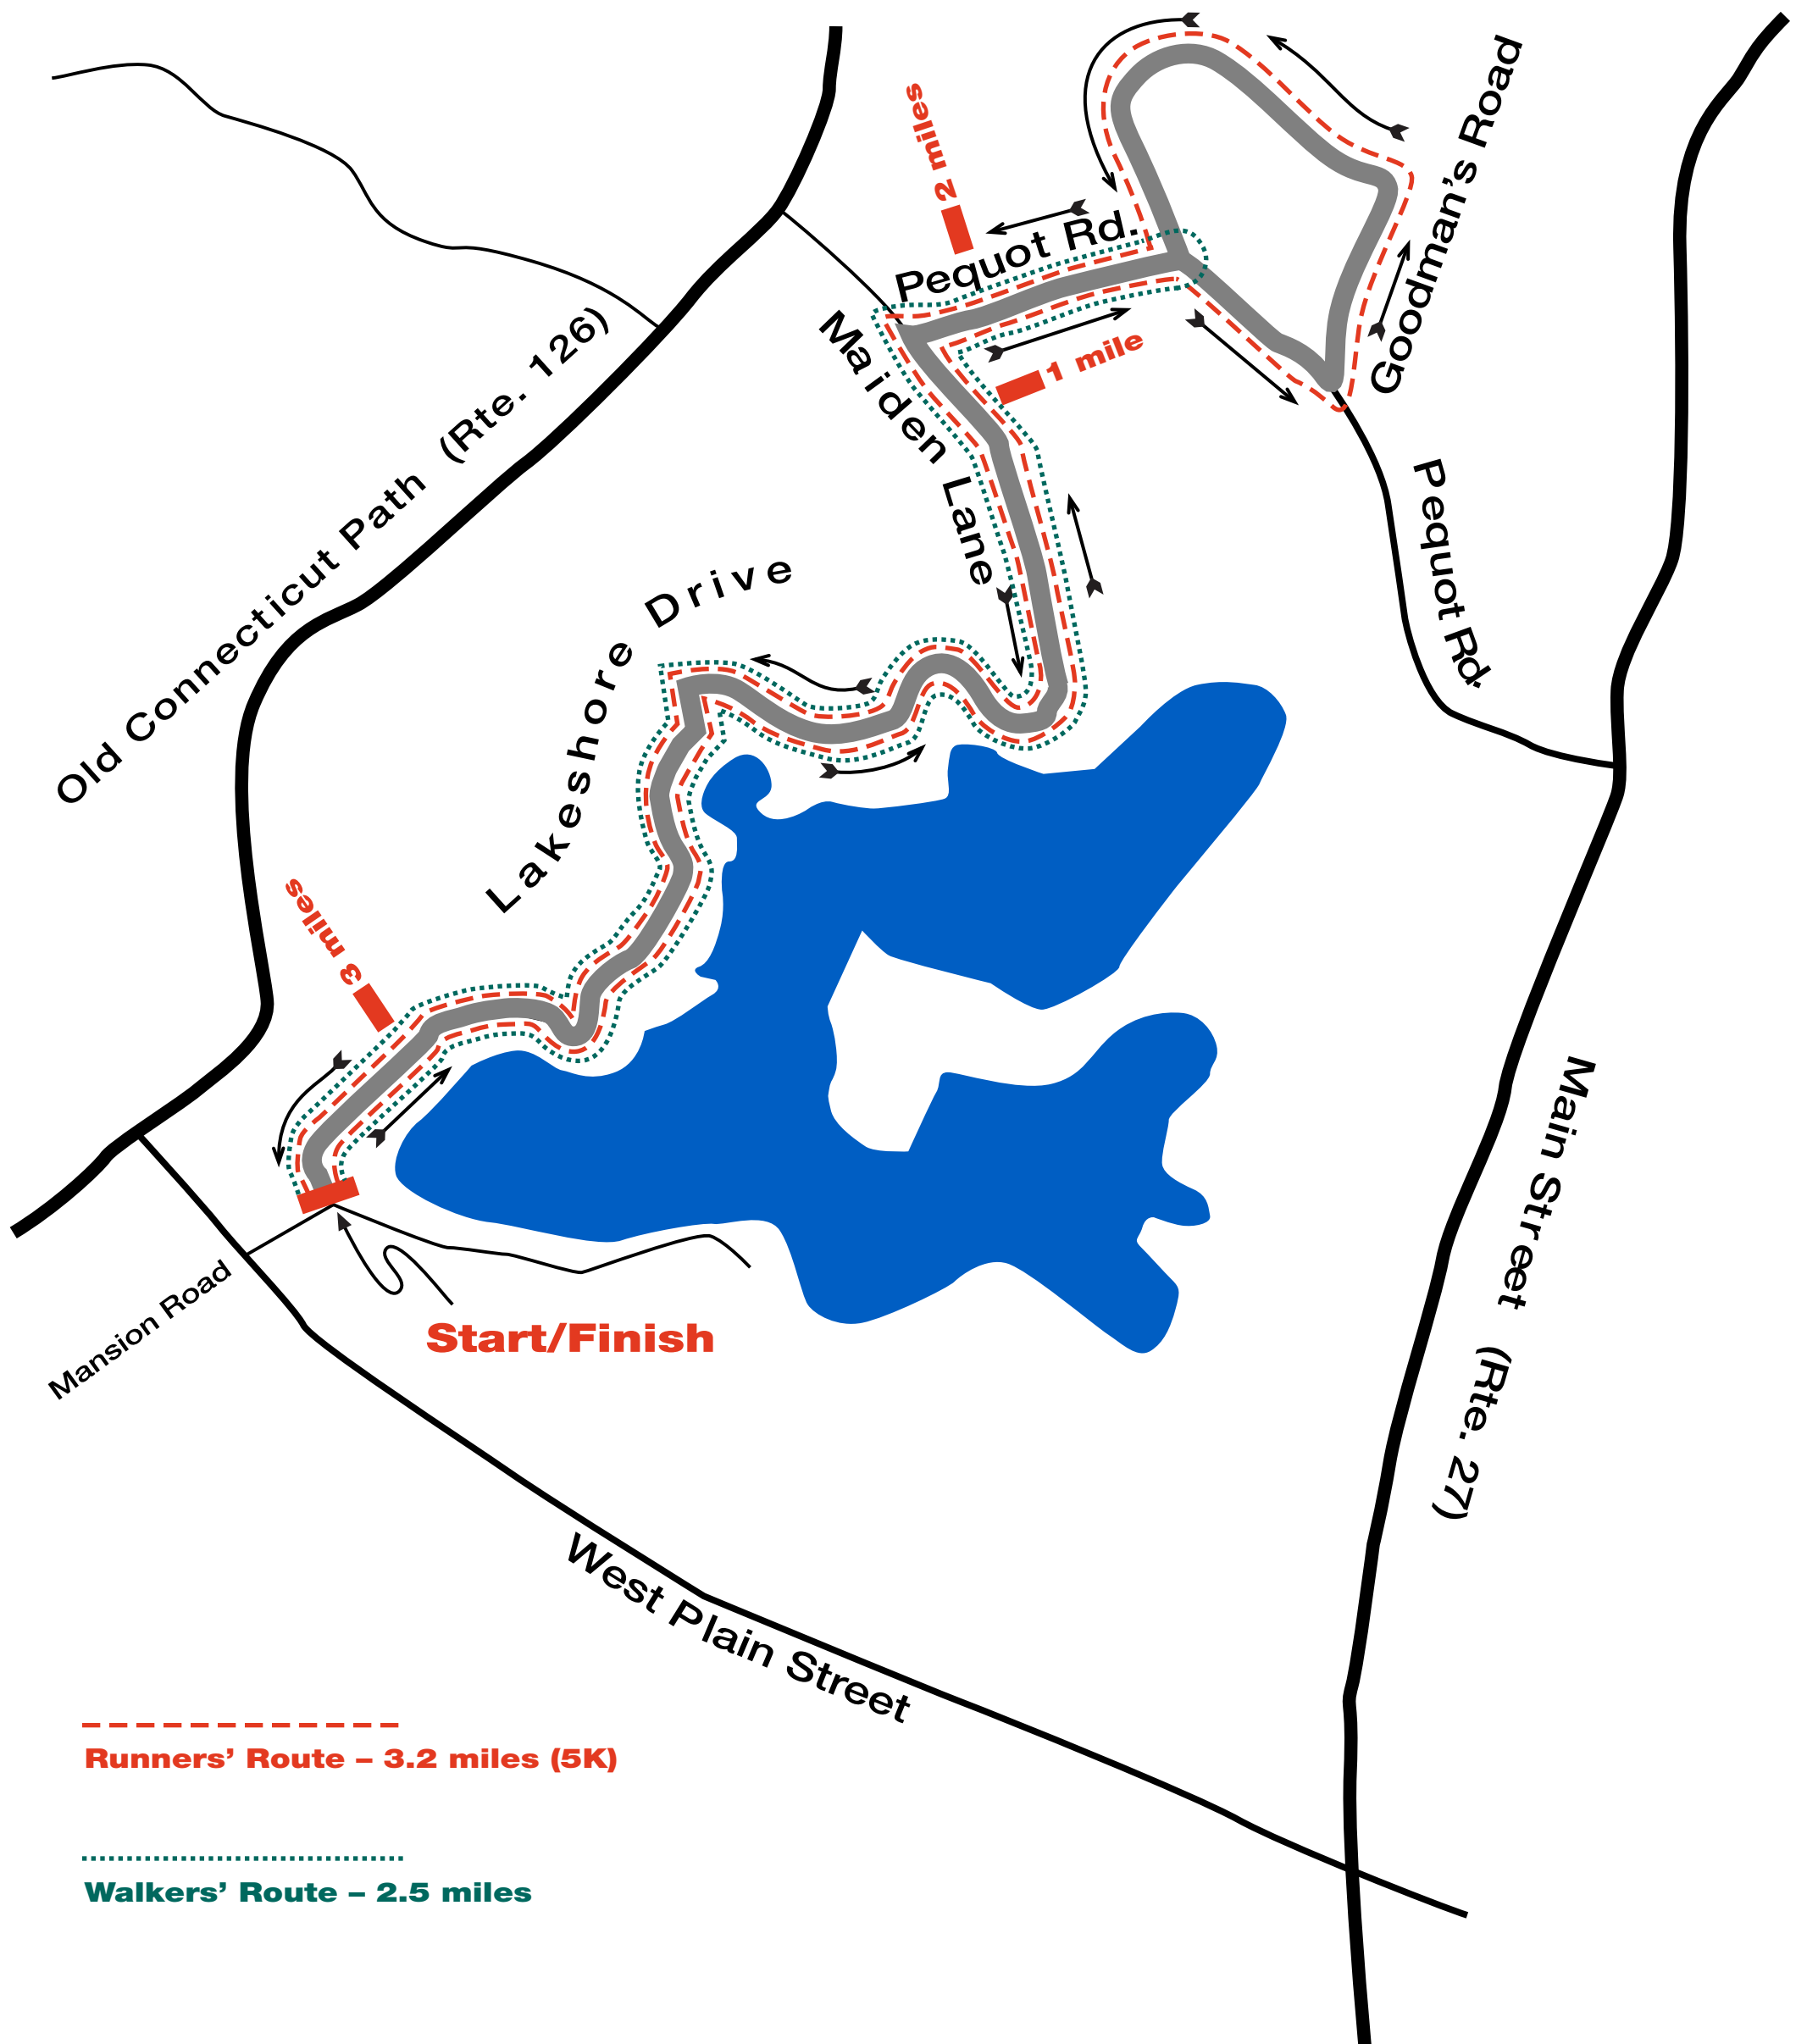 Goodman's Road
2 miles
Pequot Rd.
1 mile
Maiden Lane
Old Connecticut Path (Rte. 126)
Pequot Rd.
Lakeshore Drive
3 miles
Main Street (Rte. 27)
Mansion Road
Start/Finish
West Plain Street
Runners’ Route – 3.2 miles (5K)
Walkers’ Route – 2.5 miles